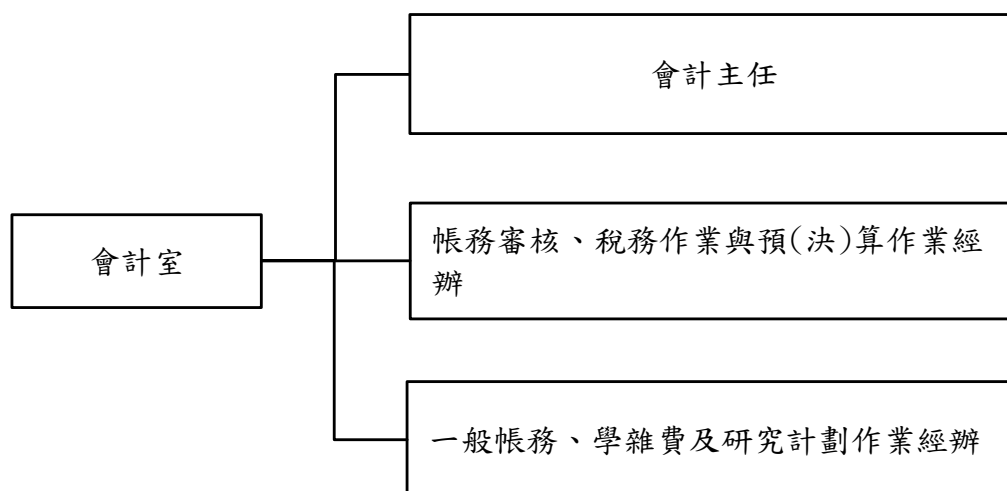 會計主任
會計室
帳務審核、稅務作業與預(決)算作業經
辦
一般帳務、學雜費及研究計劃作業經辦